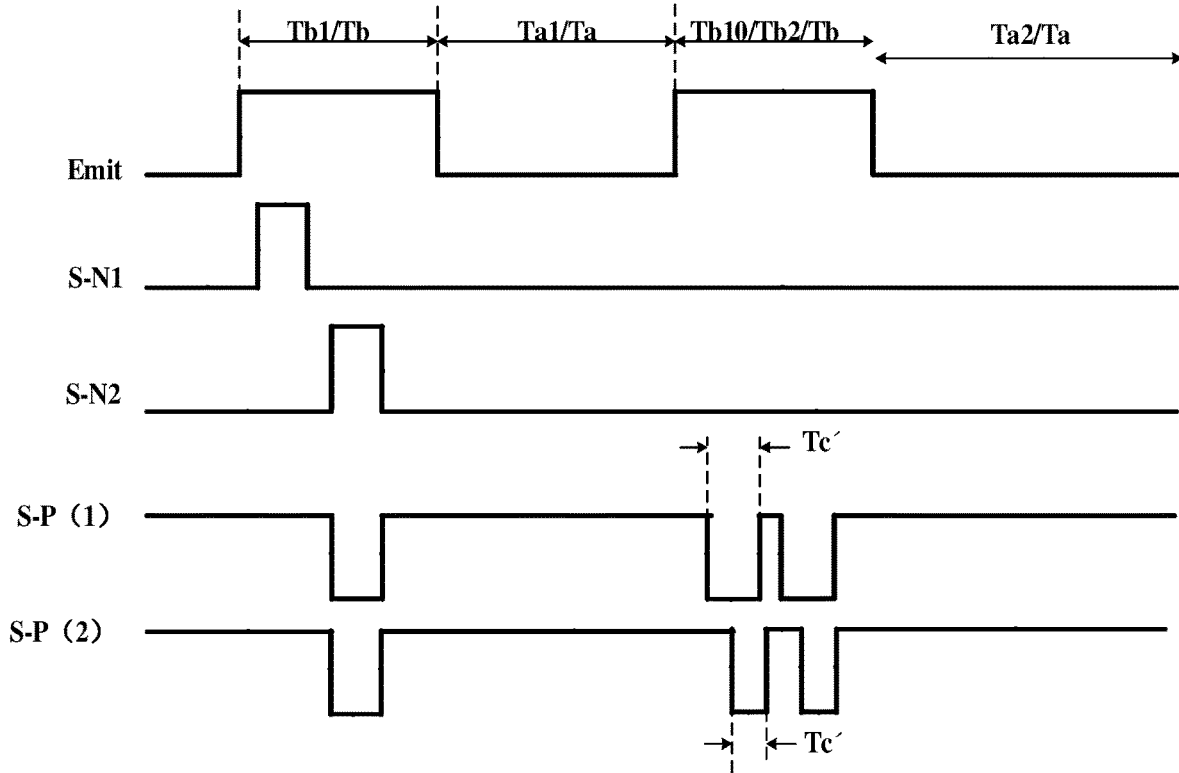 Tb1/Tb Ta1/Ta Tb10/Tb2/Tb Ta2/Ta
Emit
S-N1
S-N2
Tc´
S-P（1）
S-P（2）
Tc´